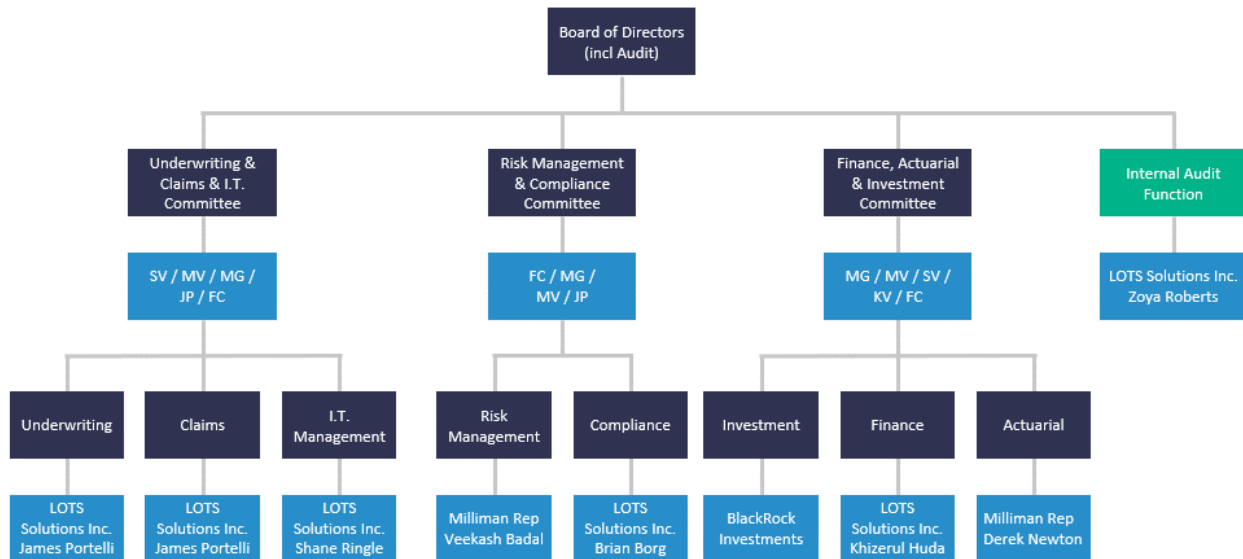 Board of Directors
(incl Audit)
Underwriting &
Claims & I.T.
Committee
Risk Management
& Compliance
Committee
Finance, Actuarial
& Investment
Committee
Internal Audit
Function
SV / MV / MG /
JP / FC
FC / MG /
MV / JP
MG / MV / SV /
KV / FC
LOTS Solutions Inc.
Zoya Roberts
Underwriting
Claims
I.T.
Management
Risk
Management
Compliance
Investment
Finance
Actuarial
LOTS
Solutions Inc.
James Portelli
LOTS
Solutions Inc.
James Portelli
LOTS
Solutions Inc.
Shane Ringle
Milliman Rep
Veekash Badal
LOTS
Solutions Inc.
Brian Borg
BlackRock
Investments
LOTS
Solutions Inc.
Khizerul Huda
Milliman Rep
Derek Newton